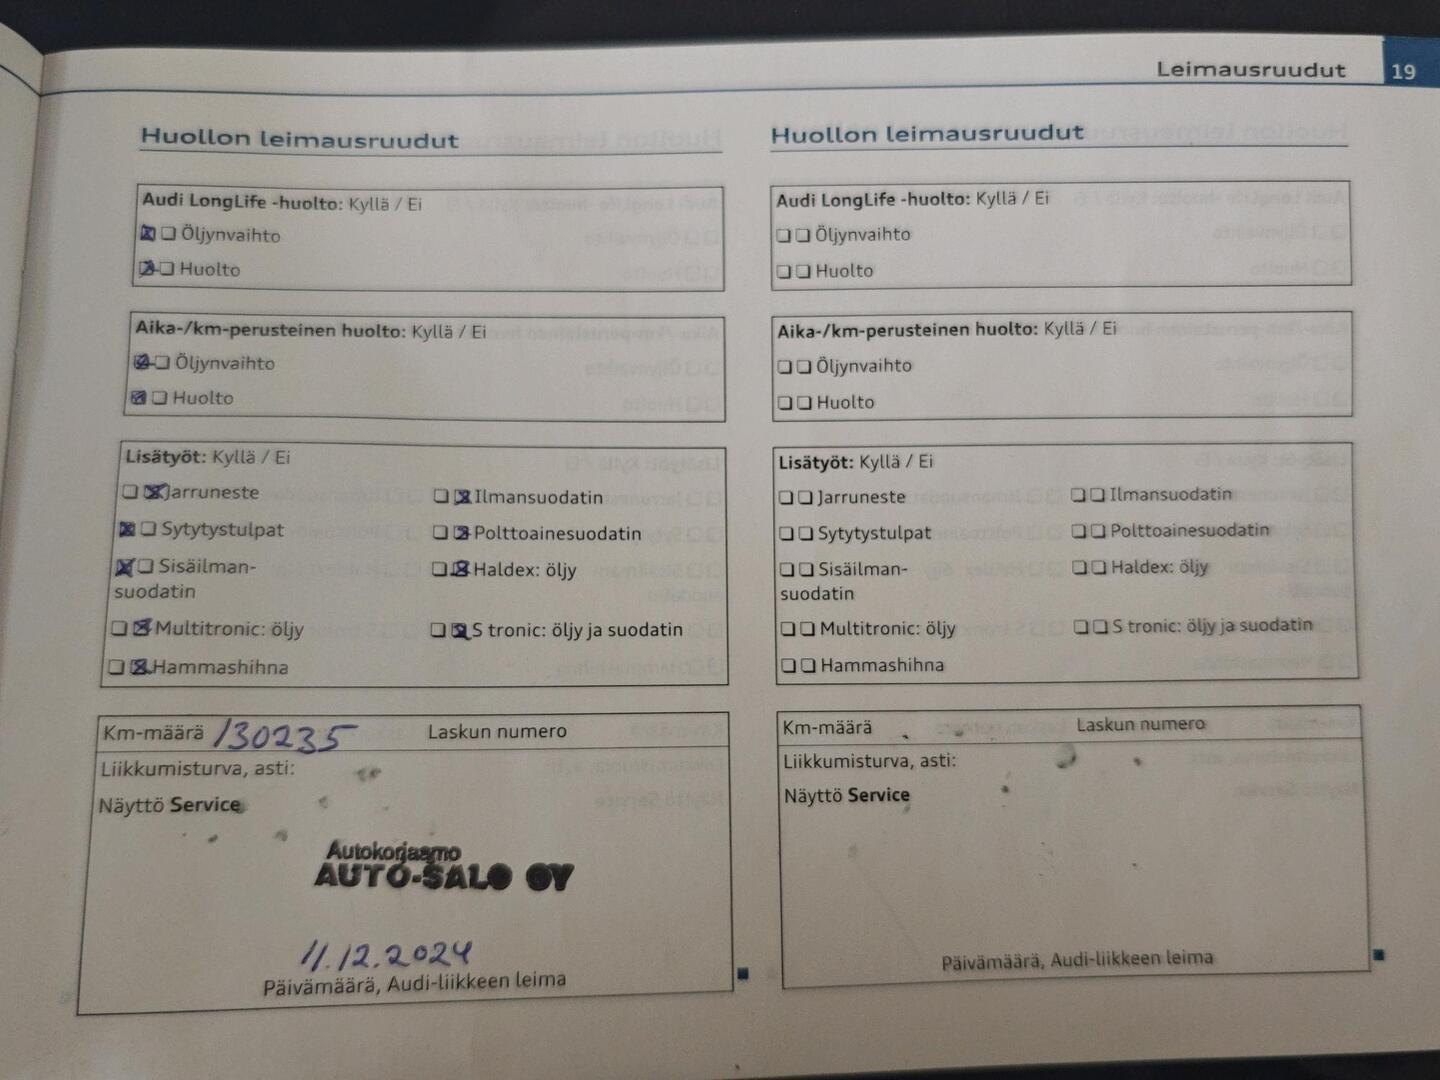 Leimausruudut 19
Huollon leimausruudut
Audi LongLife -huolto: Kyllä / Ei
Öljynvaihto
Huolto
Aika-/km-perusteinen huolto: Kyllä / Ei
Öljynvaihto
Huolto
Lisätyöt: Kyllä / Ei
Jarruneste
Sytytystulpat
Sisäilman-
suodatin
Multitronic: öljy
Hammashihna
Ilmansuodatin
Polttoainesuodatin
Haldex: öljy
S tronic: öljy ja suodatin
Km-määrä 130235 Laskun numero
Liikkumisturva, asti:
Näyttö Service
Autokorjaamo
AUTO-SALO OY
11.12.2024
Päivämäärä, Audi-liikkeen leima
Huollon leimausruudut
Audi LongLife -huolto: Kyllä / Ei
Öljynvaihto
Huolto
Aika-/km-perusteinen huolto: Kyllä / Ei
Öljynvaihto
Huolto
Lisätyöt: Kyllä / Ei
Jarruneste
Sytytystulpat
Sisäilman-
suodatin
Multitronic: öljy
Hammashihna
Ilmansuodatin
Polttoainesuodatin
Haldex: öljy
S tronic: öljy ja suodatin
Km-määrä Laskun numero
Liikkumisturva, asti:
Näyttö Service
Päivämäärä, Audi-liikkeen leima